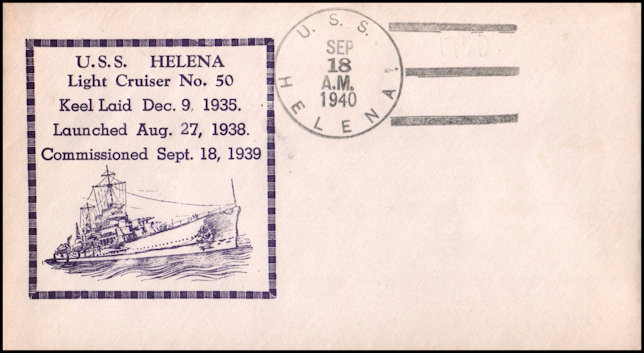 U.S.S. HELENA
Light Cruiser No. 50
Keel Laid Dec. 9, 1935.
Launched Aug. 27, 1938.
Commissioned Sept. 18, 1939
U. S. S.
SEP
18
A.M.
1940
HELENA